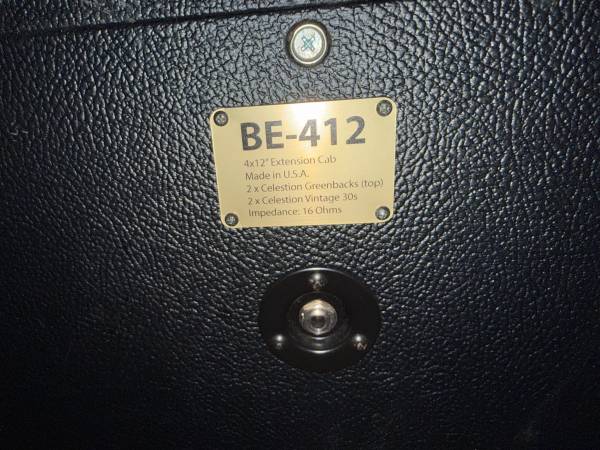 BE-412
4x12" Extension Cab
Made in U.S.A.
2 x Celestion Greenbacks (top)
2 x Celestion Vintage 30s
Impedance: 16 Ohms